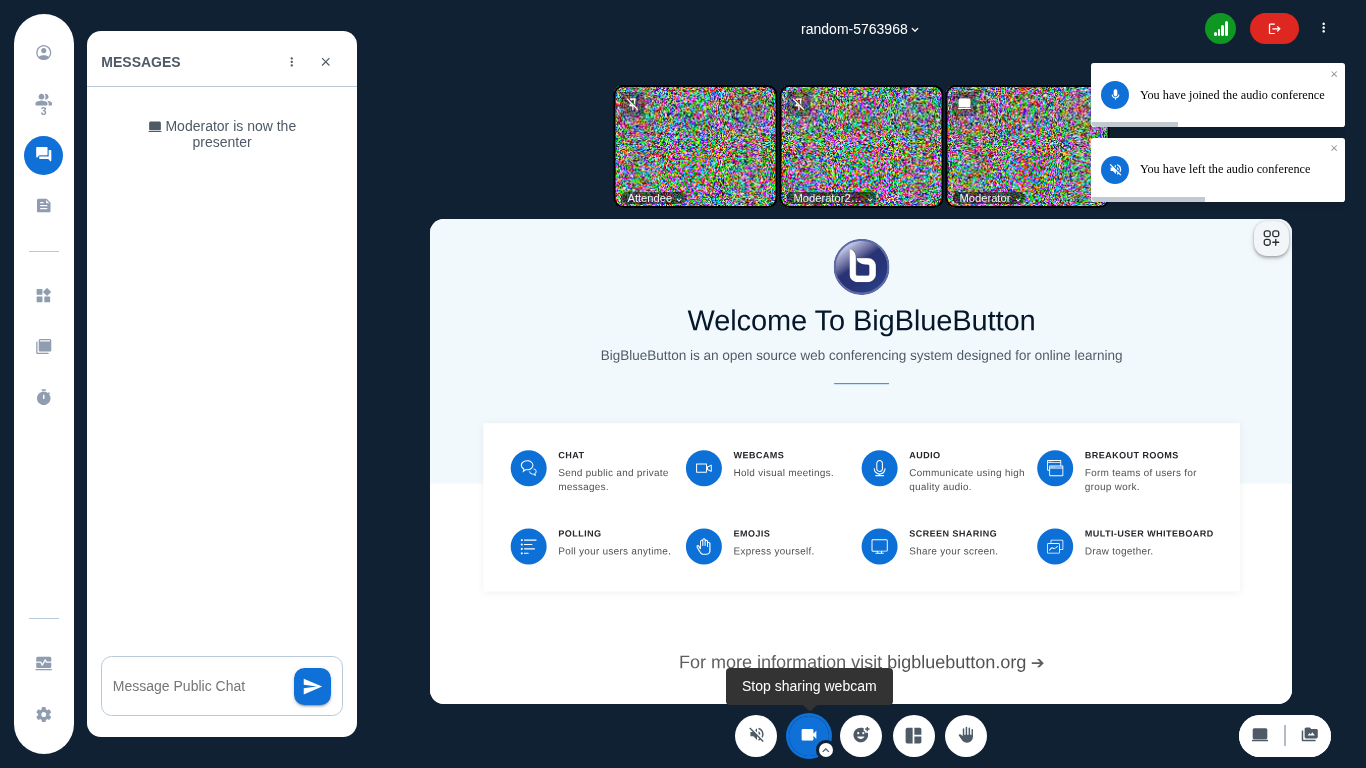 random-5763968
MESSAGES
3
Moderator is now the
presenter
Attendee
Moderator2...
Moderator
You have joined the audio conference
You have left the audio conference
Welcome To BigBlueButton
BigBlueButton is an open source web conferencing system designed for online learning
CHAT
Send public and private
messages.
WEBCAMS
Hold visual meetings.
AUDIO
Communicate using high
quality audio.
BREAKOUT ROOMS
Form teams of users for
group work.
POLLING
Poll your users anytime.
EMOJIS
Express yourself.
SCREEN SHARING
Share your screen.
MULTI-USER WHITEBOARD
Draw together.
For more information visit bigbluebutton.org →
Stop sharing webcam
Message Public Chat